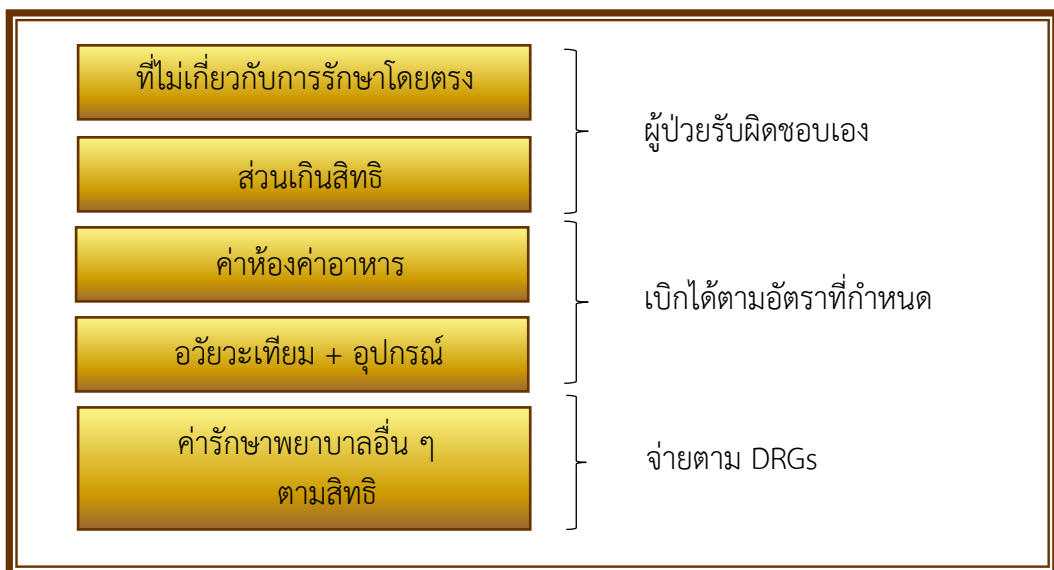 ที่ไม่เกี่ยวกับการรักษาโดยตรง
ส่วนเกินสิทธิ
ผู้ป่วยรับผิดชอบเอง
ค่าห้องค่าอาหาร
อวัยวะเทียม + อุปกรณ์
เบิกได้ตามอัตราที่กำหนด
ค่ารักษาพยาบาลอื่น ๆ
ตามสิทธิ
จ่ายตาม DRGs